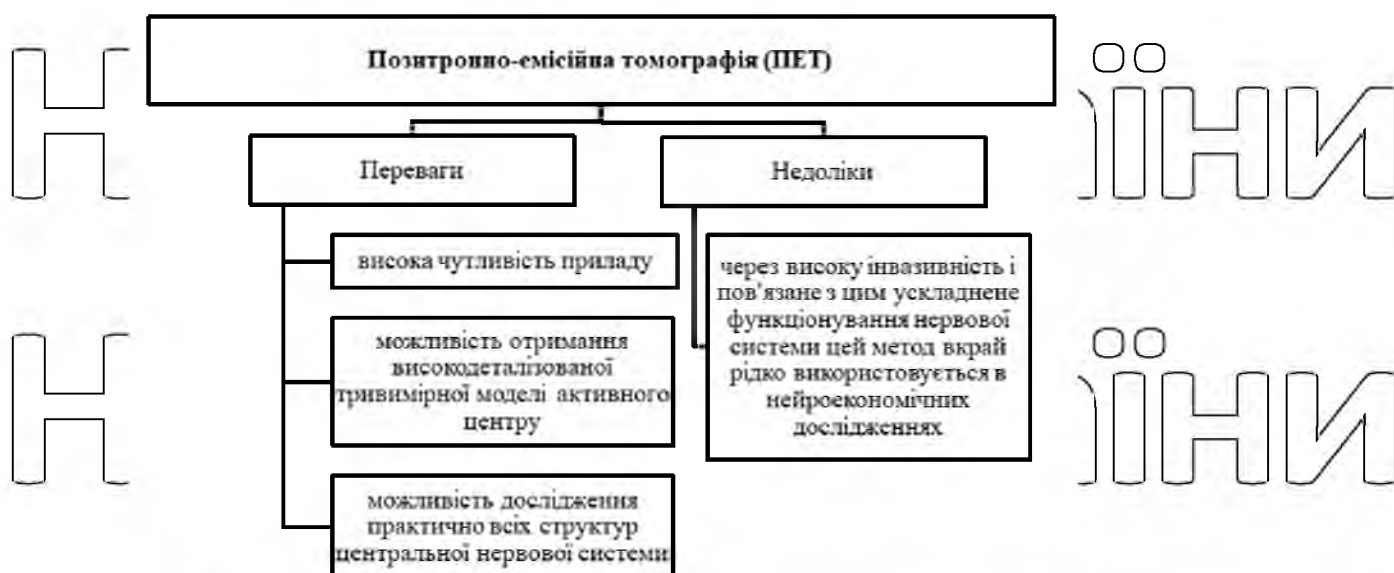 Позитронно-емісійна томографія (ПЕТ)
Переваги
Недоліки
висока чутливість приладу
можливість отримання
високодеталізованої
тривимірної моделі активного
центру
можливість дослідження
практично всіх структур
центральної нервової системи
через високу інвазивність і
пов'язане з цим ускладнене
функціонування нервової
системи цей метод вкрай
рідко використовується в
нейроекономічних
дослідженнях